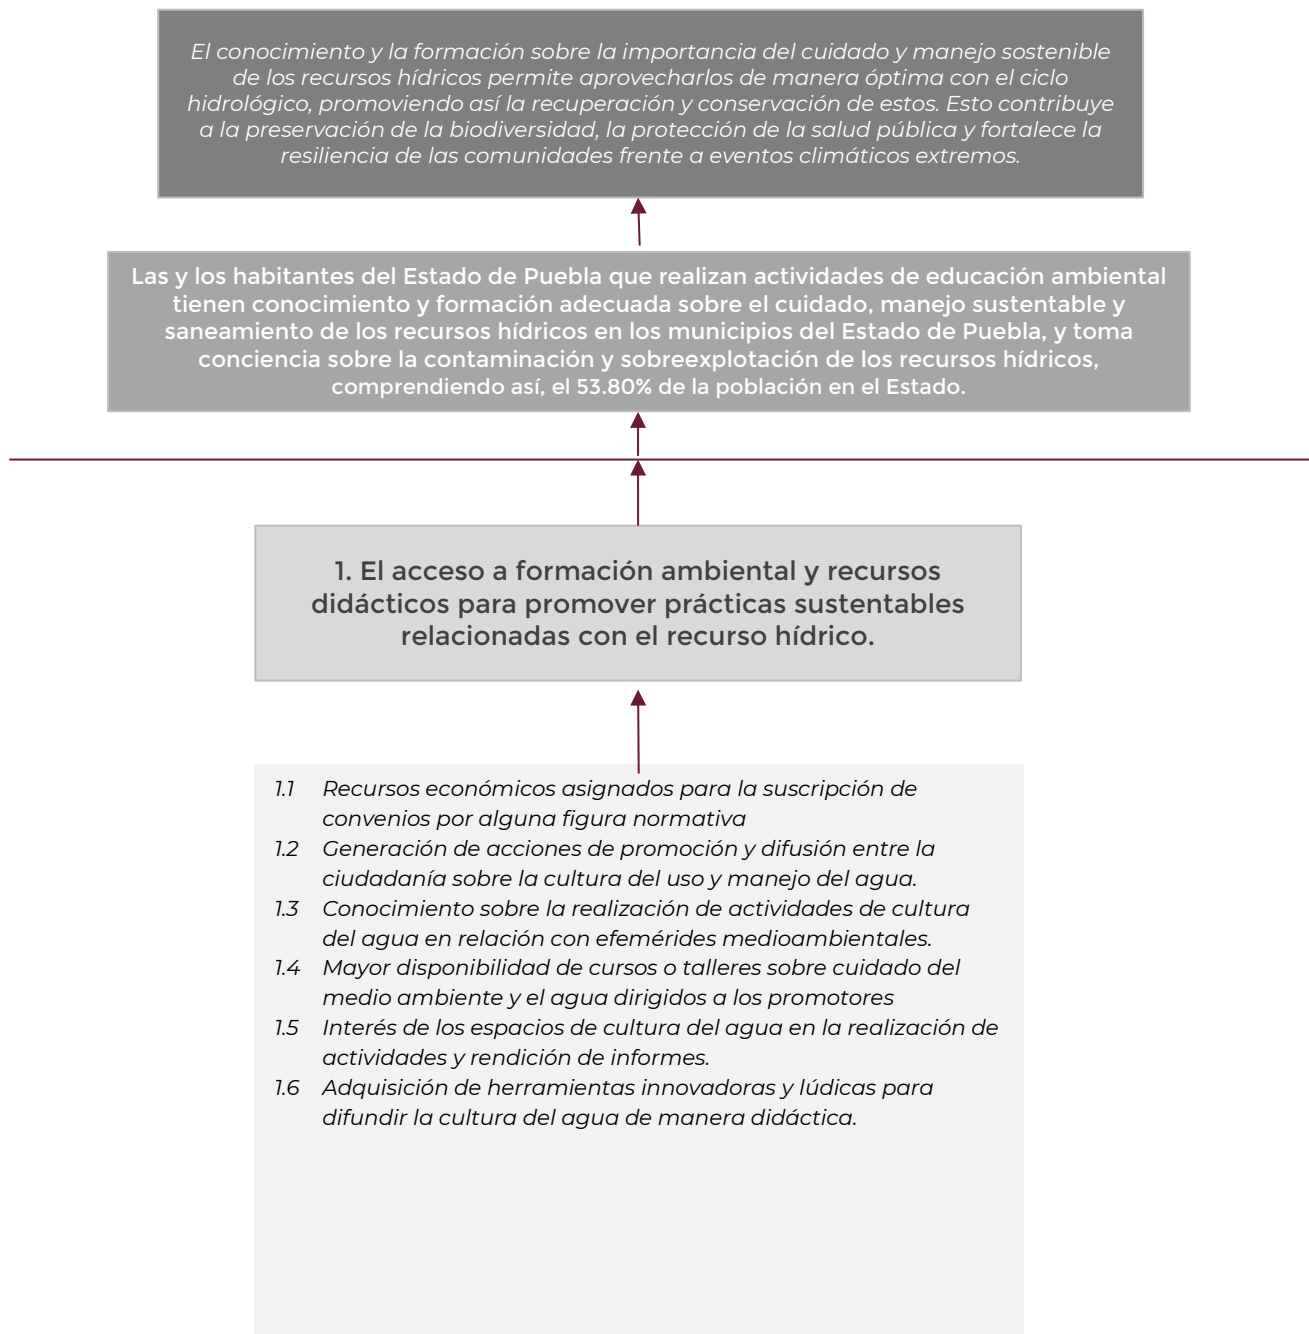 El conocimiento y la formación sobre la importancia del cuidado y manejo sostenible
de los recursos hídricos permite aprovecharlos de manera óptima con el ciclo
hidrológico, promoviendo así la recuperación y conservación de estos. Esto contribuye
a la preservación de la biodiversidad, la protección de la salud pública y fortalece la
resiliencia de las comunidades frente a eventos climáticos extremos.
Las y los habitantes del Estado de Puebla que realizan actividades de educación ambiental
tienen conocimiento y formación adecuada sobre el cuidado, manejo sustentable y
saneamiento de los recursos hídricos en los municipios del Estado de Puebla, y toma
conciencia sobre la contaminación y sobreexplotación de los recursos hídricos,
comprendiendo así, el 53.80% de la población en el Estado.
1. El acceso a formación ambiental y recursos
didácticos para promover prácticas sustentables
relacionadas con el recurso hídrico.
1.1 Recursos económicos asignados para la suscripción de
convenios por alguna figura normativa
1.2 Generación de acciones de promoción y difusión entre la
ciudadanía sobre la cultura del uso y manejo del agua.
1.3 Conocimiento sobre la realización de actividades de cultura
del agua en relación con efemérides medioambientales.
1.4 Mayor disponibilidad de cursos o talleres sobre cuidado del
medio ambiente y el agua dirigidos a los promotores
1.5 Interés de los espacios de cultura del agua en la realización de
actividades y rendición de informes.
1.6 Adquisición de herramientas innovadoras y lúdicas para
difundir la cultura del agua de manera didáctica.